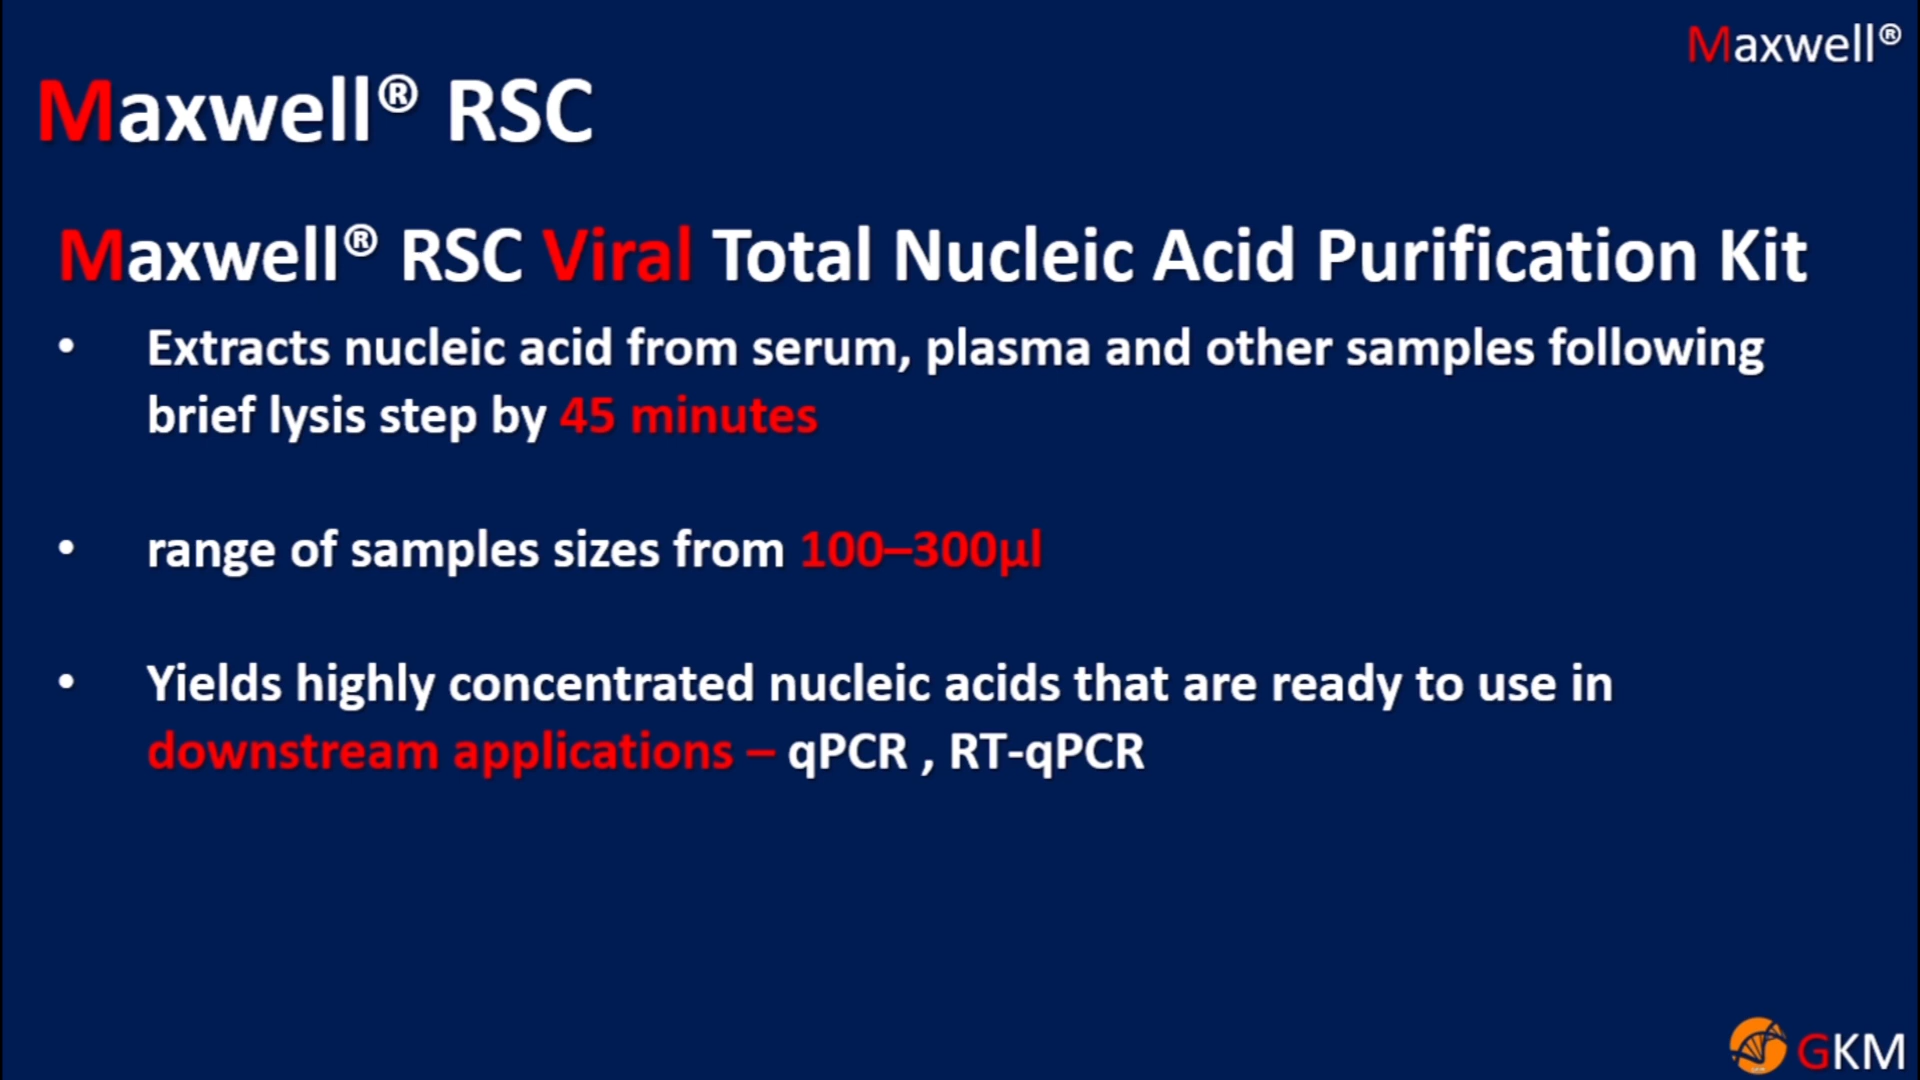 Maxwell®
Maxwell® RSC
Maxwell® RSC Viral Total Nucleic Acid Purification Kit
• Extracts nucleic acid from serum, plasma and other samples following
brief lysis step by 45 minutes
• range of samples sizes from 100–300µl
• Yields highly concentrated nucleic acids that are ready to use in
downstream applications – qPCR , RT-qPCR
GKM